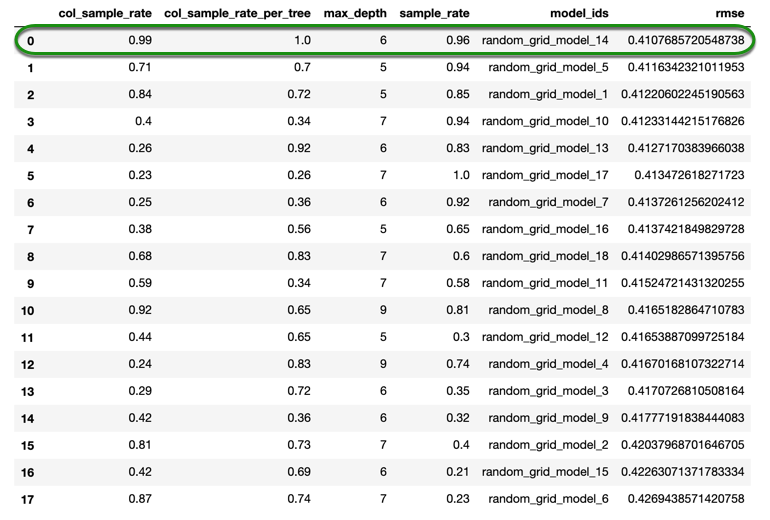 col_sample_rate col_sample_rate_per_tree max_depth sample_rate model_ids rmse
0 0.99 1.0 6 0.96 random_grid_model_14 0.4107685720548738
1 0.71 0.7 5 0.94 random_grid_model_5 0.4116342321011953
2 0.84 0.72 5 0.85 random_grid_model_1 0.41220602245190563
3 0.4 0.34 7 0.94 random_grid_model_10 0.41233144215176826
4 0.26 0.92 6 0.83 random_grid_model_13 0.4127170383966038
5 0.23 0.26 7 1.0 random_grid_model_17 0.413472618271723
6 0.25 0.36 6 0.92 random_grid_model_7 0.4137261256202412
7 0.38 0.56 5 0.65 random_grid_model_16 0.4137421849829728
8 0.68 0.83 7 0.6 random_grid_model_18 0.41402986571395756
9 0.59 0.34 7 0.58 random_grid_model_11 0.41524721431320255
10 0.92 0.65 9 0.81 random_grid_model_8 0.4165182864710783
11 0.44 0.65 5 0.3 random_grid_model_12 0.41653887099725184
12 0.24 0.83 9 0.74 random_grid_model_4 0.41670168107322714
13 0.29 0.72 6 0.35 random_grid_model_3 0.4170726810508164
14 0.42 0.36 6 0.32 random_grid_model_9 0.41777191838444083
15 0.81 0.73 7 0.4 random_grid_model_2 0.42037968701646705
16 0.42 0.69 6 0.21 random_grid_model_15 0.42263071371783334
17 0.87 0.74 7 0.23 random_grid_model_6 0.4269438571420758